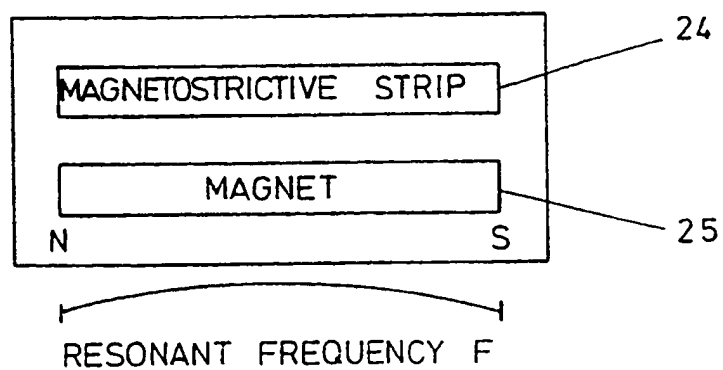 24
MAGNETOSTRICTIVE STRIP
MAGNET
25
N S
RESONANT FREQUENCY F